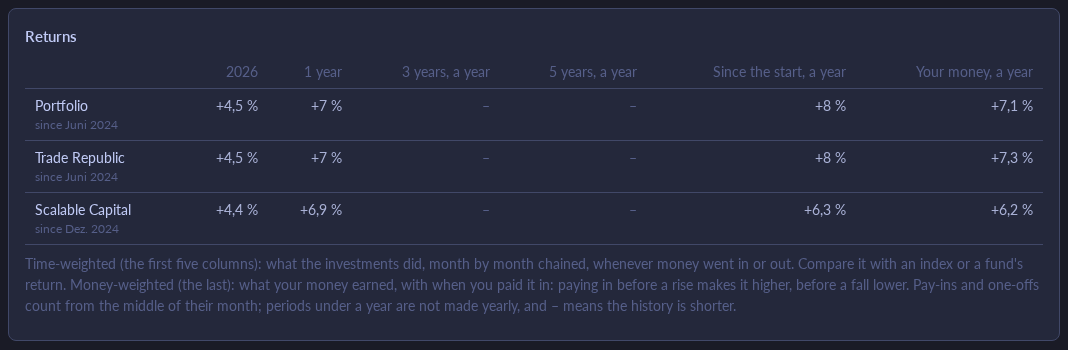 Returns
2026 1 year 3 years, a year 5 years, a year Since the start, a year Your money, a year
Portfolio +4,5 % +7 % – – +8 % +7,1 %
since Juni 2024
Trade Republic +4,5 % +7 % – – +8 % +7,3 %
since Juni 2024
Scalable Capital +4,4 % +6,9 % – – +6,3 % +6,2 %
since Dez. 2024
Time-weighted (the first five columns): what the investments did, month by month chained, whenever money went in or out. Compare it with an index or a fund's
return. Money-weighted (the last): what your money earned, with when you paid it in: paying in before a rise makes it higher, before a fall lower. Pay-ins and one-offs
count from the middle of their month; periods under a year are not made yearly, and – means the history is shorter.